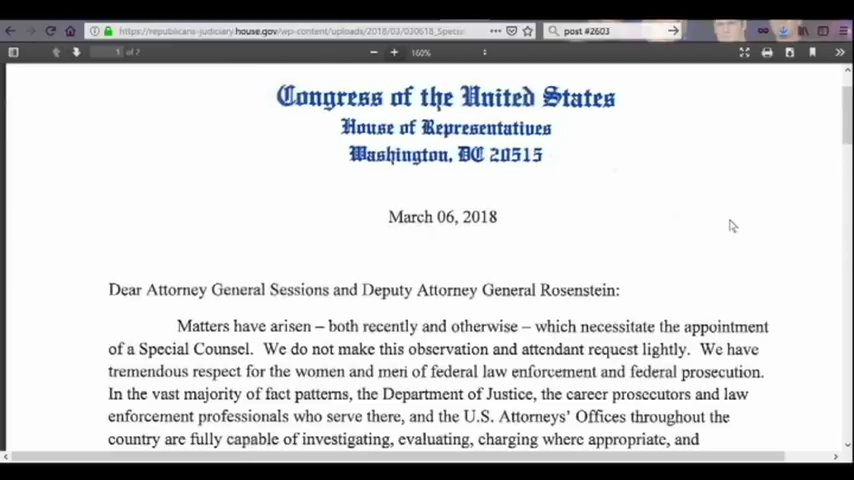 https://republicans-judiciary.house.gov/wp-content/uploads/2018/03/030618_Special
post #2603
1 of 2
160%
Congress of the United States
House of Representatives
Washington, DC 20515
March 06, 2018
Dear Attorney General Sessions and Deputy Attorney General Rosenstein:
Matters have arisen – both recently and otherwise – which necessitate the appointment
of a Special Counsel. We do not make this observation and attendant request lightly. We have
tremendous respect for the women and men of federal law enforcement and federal prosecution.
In the vast majority of fact patterns, the Department of Justice, the career prosecutors and law
enforcement professionals who serve there, and the U.S. Attorneys' Offices throughout the
country are fully capable of investigating, evaluating, charging where appropriate, and